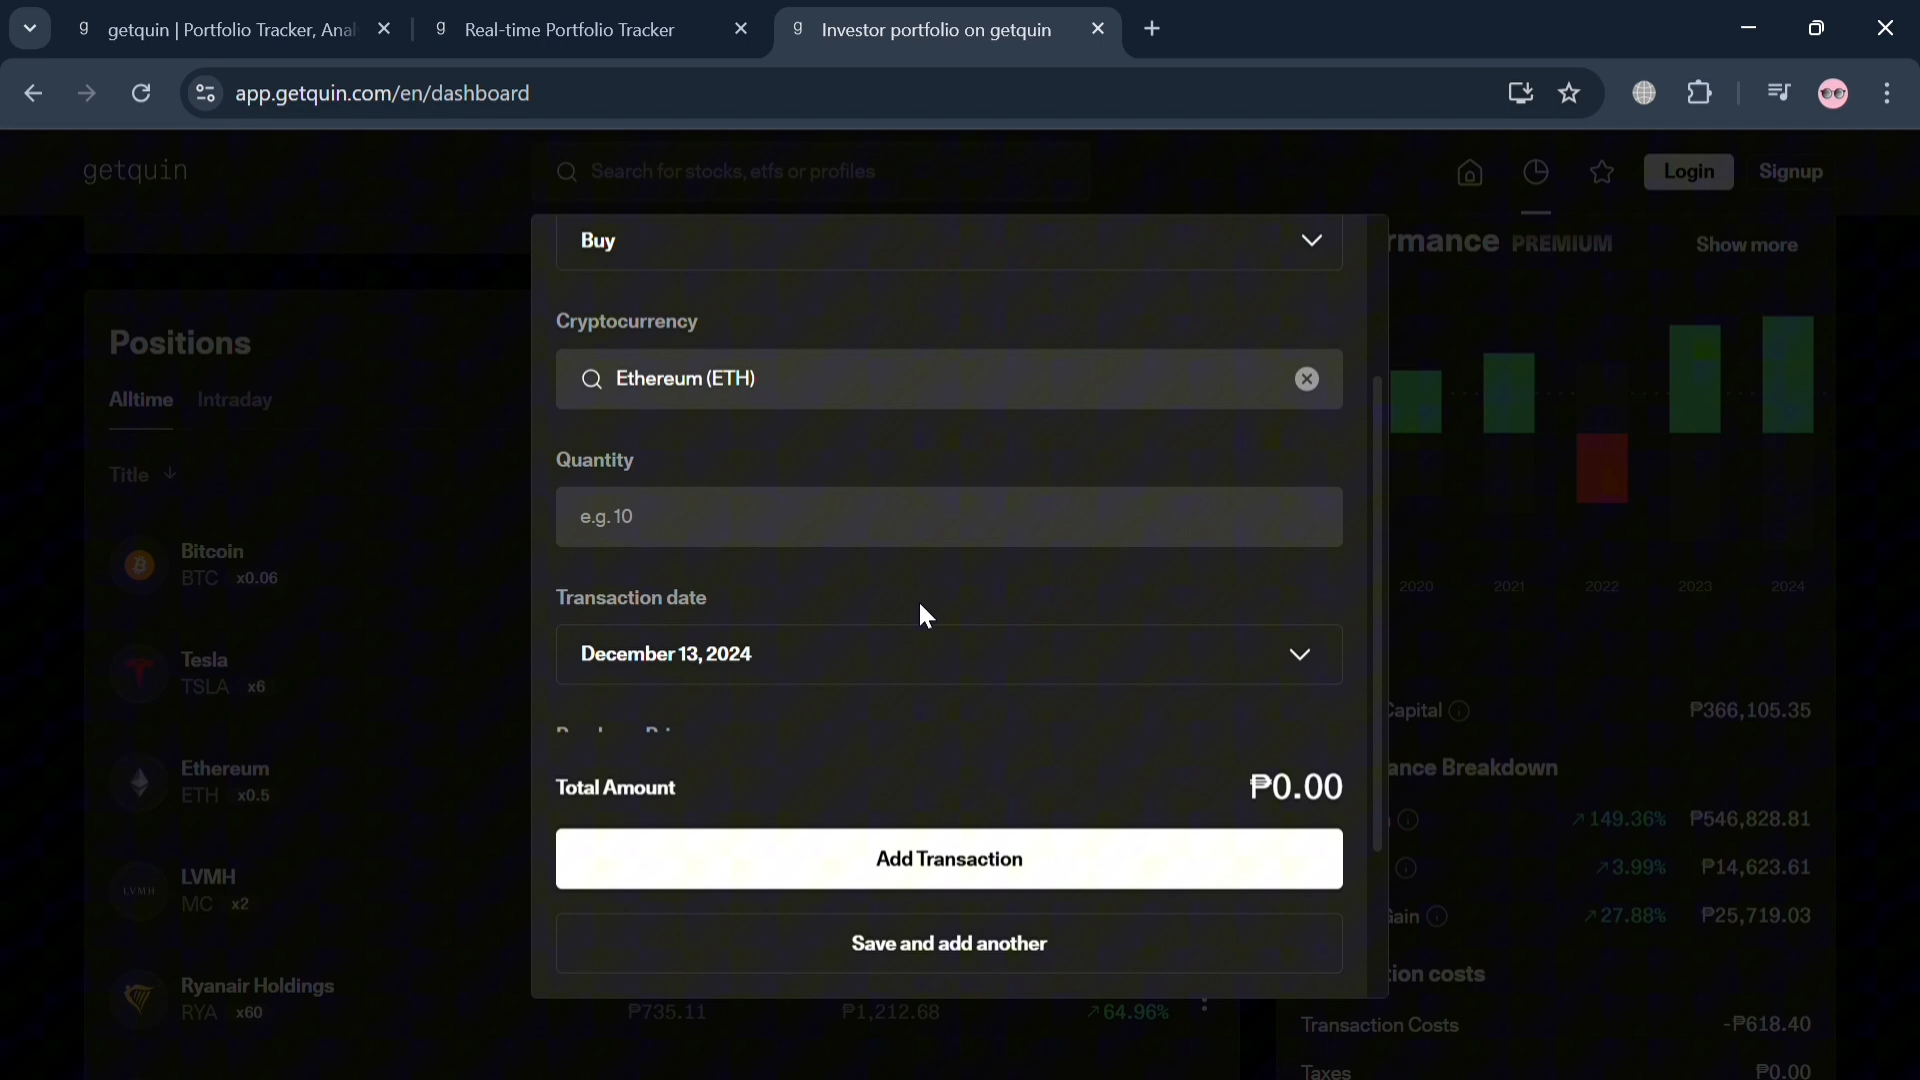 getquin | Portfolio Tracker, Anal
Real-time Portfolio Tracker
Investor portfolio on getquin
app.getquin.com/en/dashboard
getquin
Search for stocks, etfs or profiles
Login
Signup
rmance PREMIUM
Show more
Positions
Alltime
Intraday
Title
Bitcoin
BTC x0.06
Tesla
TSLA x6
Ethereum
ETH x0.5
LVMH
MC x2
LVMH
Ryanair Holdings
RYA x60
₱735.11
₱1,212.68
64.96%
Buy
Cryptocurrency
Ethereum (ETH)
Quantity
e.g. 10
Transaction date
December 13, 2024
Total Amount
₱0.00
Add Transaction
Save and add another
2020
2021
2022
2023
2024
Capital
₱366,105.35
ance Breakdown
149.36% ₱546,828.81
3.99% ₱14,623.61
Gain
27.88% ₱25,719.03
ion costs
Transaction Costs
-₱618.40
Taxes
₱0.00